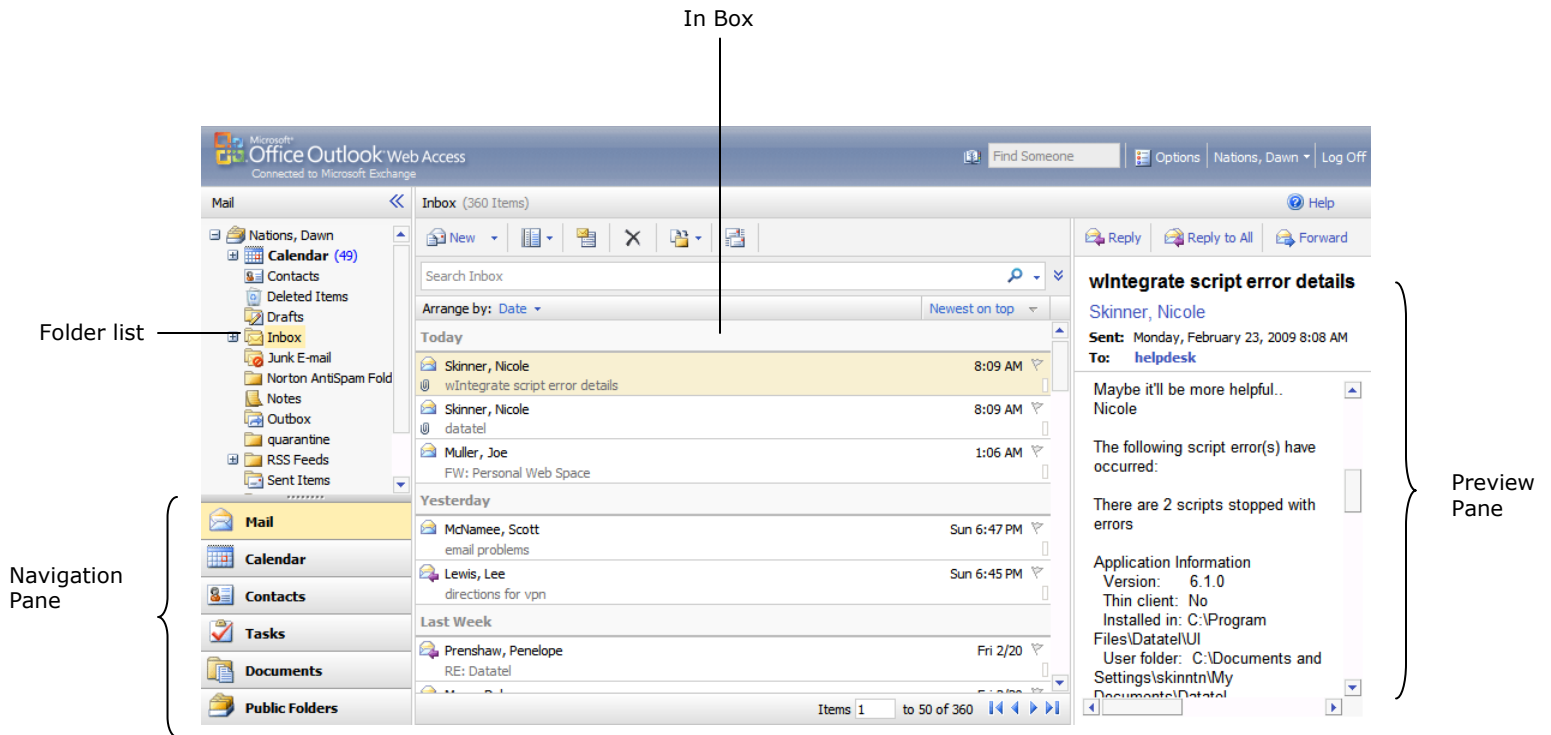 In Box
Microsoft®
Office Outlook Web Access
Connected to Microsoft Exchange
Find Someone
Options
Nations, Dawn
Log Off
Mail
Inbox (360 Items)
Help
Nations, Dawn
Calendar (49)
Contacts
Deleted Items
Drafts
Inbox
Junk E-mail
Norton AntiSpam Fold
Notes
Outbox
quarantine
RSS Feeds
Sent Items
Folder list
Mail
Calendar
Contacts
Tasks
Documents
Public Folders
Navigation
Pane
New
Search Inbox
Arrange by: Date
Newest on top
Today
Skinner, Nicole 8:09 AM
wIntegrate script error details
Skinner, Nicole 8:09 AM
datatel
Muller, Joe 1:06 AM
FW: Personal Web Space
Yesterday
McNamee, Scott Sun 6:47 PM
email problems
Lewis, Lee Sun 6:45 PM
directions for vpn
Last Week
Prenshaw, Penelope Fri 2/20
RE: Datatel
Items 1 to 50 of 360
Reply
Reply to All
Forward
wIntegrate script error details
Skinner, Nicole
Sent: Monday, February 23, 2009 8:08 AM
To: helpdesk
Maybe it'll be more helpful..
Nicole
The following script error(s) have
occurred:
There are 2 scripts stopped with
errors
Application Information
Version: 6.1.0
Thin client: No
Installed in: C:\Program
Files\Datatel\UI
User folder: C:\Documents and
Settings\skinntn\My
Documents\Datatel
Preview
Pane